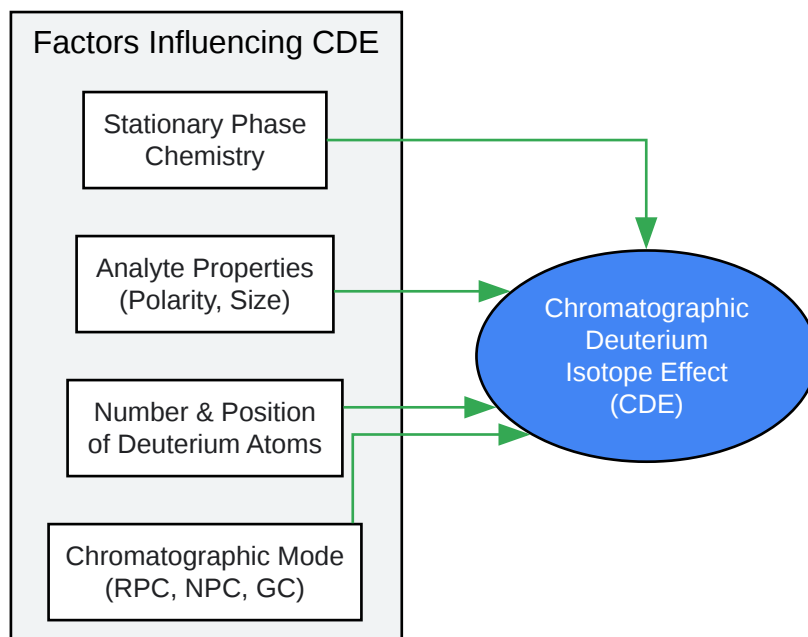 Factors Influencing CDE
Stationary Phase
Chemistry
Analyte Properties
(Polarity, Size)
Number & Position
of Deuterium Atoms
Chromatographic Mode
(RPC, NPC, GC)
Chromatographic
Deuterium
Isotope Effect
(CDE)